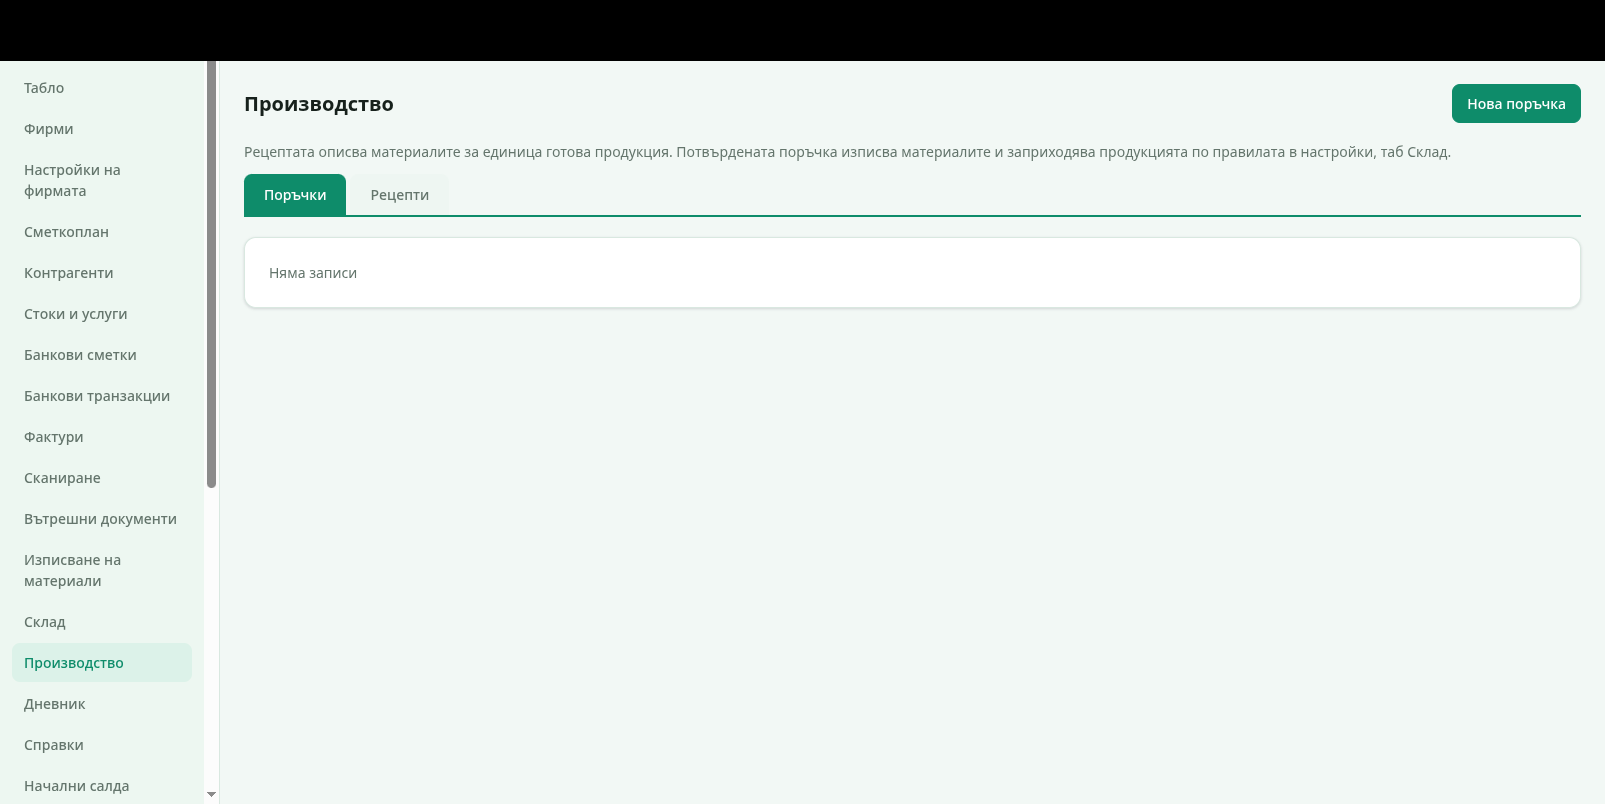 Табло
Фирми
Настройки на
фирмата
Сметкоплан
Контрагенти
Стоки и услуги
Банкови сметки
Банкови транзакции
Фактури
Сканиране
Вътрешни документи
Изписване на
материали
Склад
Производство
Дневник
Справки
Начални салда
Производство
Нова поръчка
Рецептата описва материалите за единица готова продукция. Потвърдената поръчка изписва материалите и заприходява продукцията по правилата в настройки, таб Склад.
Поръчки
Рецепти
Няма записи